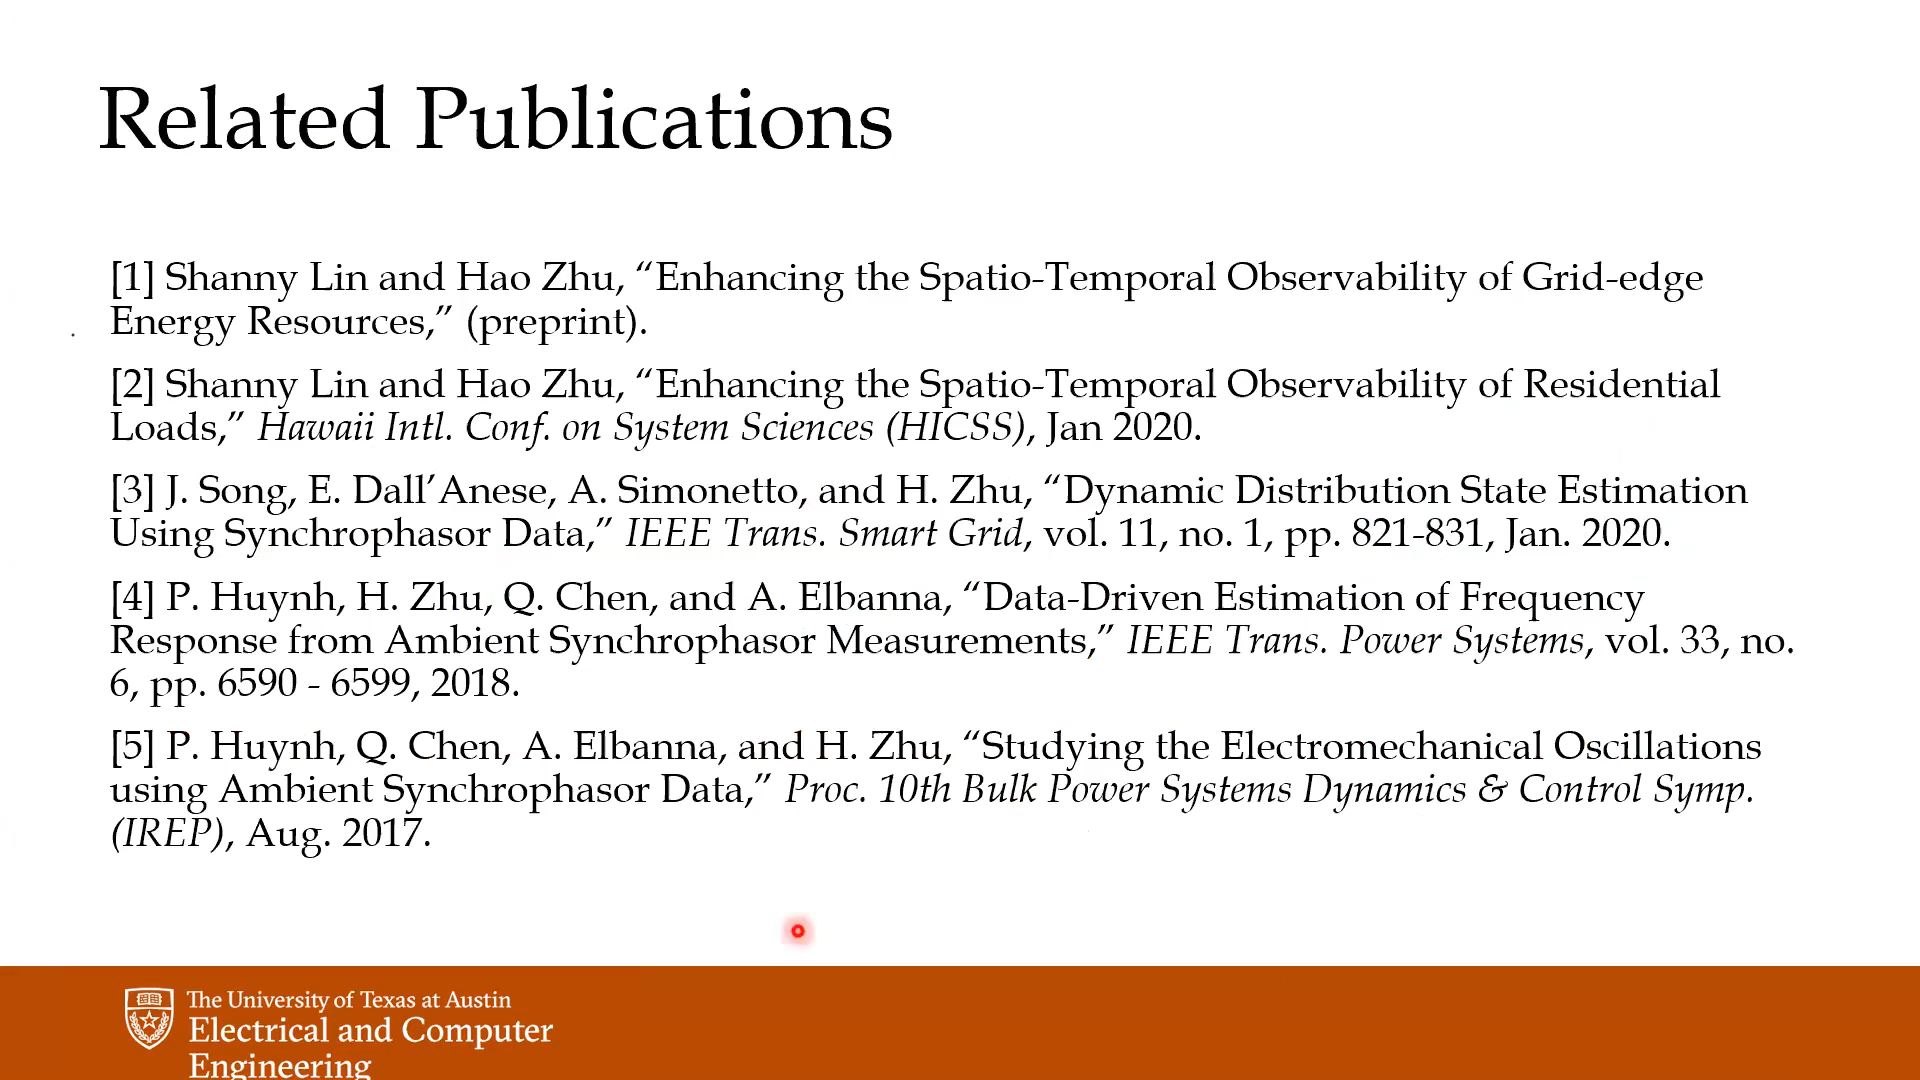 Related Publications
[1] Shanny Lin and Hao Zhu, “Enhancing the Spatio-Temporal Observability of Grid-edge
Energy Resources,” (preprint).
[2] Shanny Lin and Hao Zhu, “Enhancing the Spatio-Temporal Observability of Residential
Loads,” Hawaii Intl. Conf. on System Sciences (HICSS), Jan 2020.
[3] J. Song, E. Dall’Anese, A. Simonetto, and H. Zhu, “Dynamic Distribution State Estimation
Using Synchrophasor Data,” IEEE Trans. Smart Grid, vol. 11, no. 1, pp. 821-831, Jan. 2020.
[4] P. Huynh, H. Zhu, Q. Chen, and A. Elbanna, “Data-Driven Estimation of Frequency
Response from Ambient Synchrophasor Measurements,” IEEE Trans. Power Systems, vol. 33, no.
6, pp. 6590 - 6599, 2018.
[5] P. Huynh, Q. Chen, A. Elbanna, and H. Zhu, “Studying the Electromechanical Oscillations
using Ambient Synchrophasor Data,” Proc. 10th Bulk Power Systems Dynamics & Control Symp.
(IREP), Aug. 2017.
The University of Texas at Austin
Electrical and Computer
Engineering